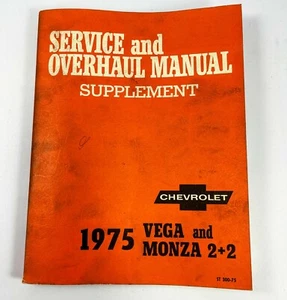 SERVICE and
OVERHAUL MANUAL
SUPPLEMENT
CHEVROLET
1975 VEGA and
MONZA 2+2